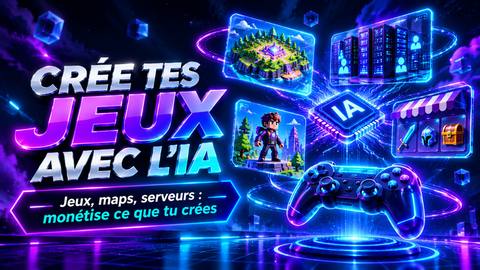 CRÉE TES
JEUX
AVEC L'IA
Jeux, maps, serveurs :
monétise ce que tu crées
IA